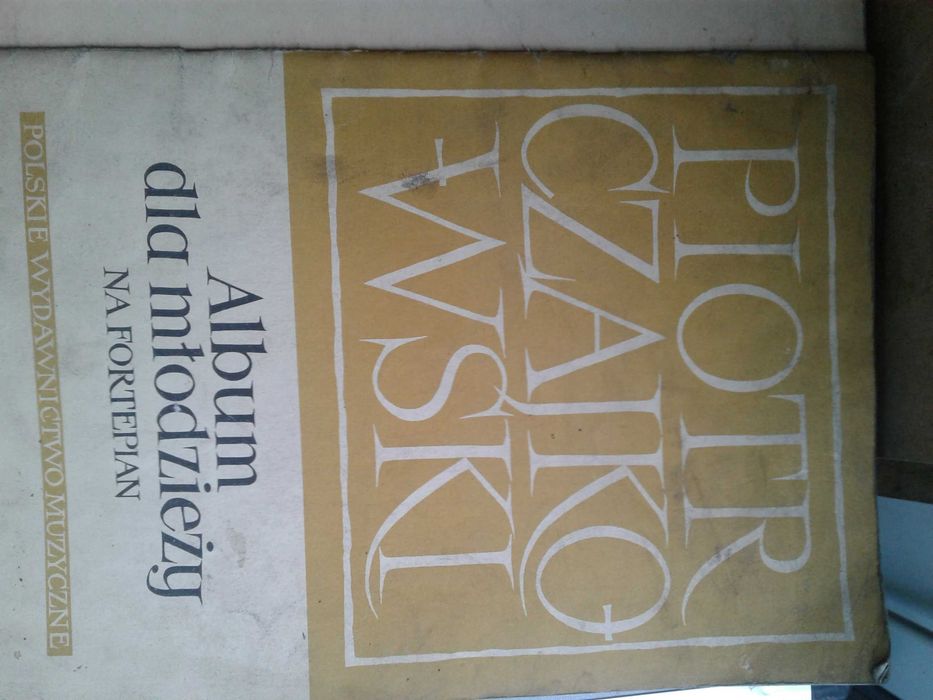 PIOTR
CZAJKO
WSKI
Album
dla młodzieży
NA FORTEPIAN
POLSKIE WYDAWNICTWO MUZYCZNE